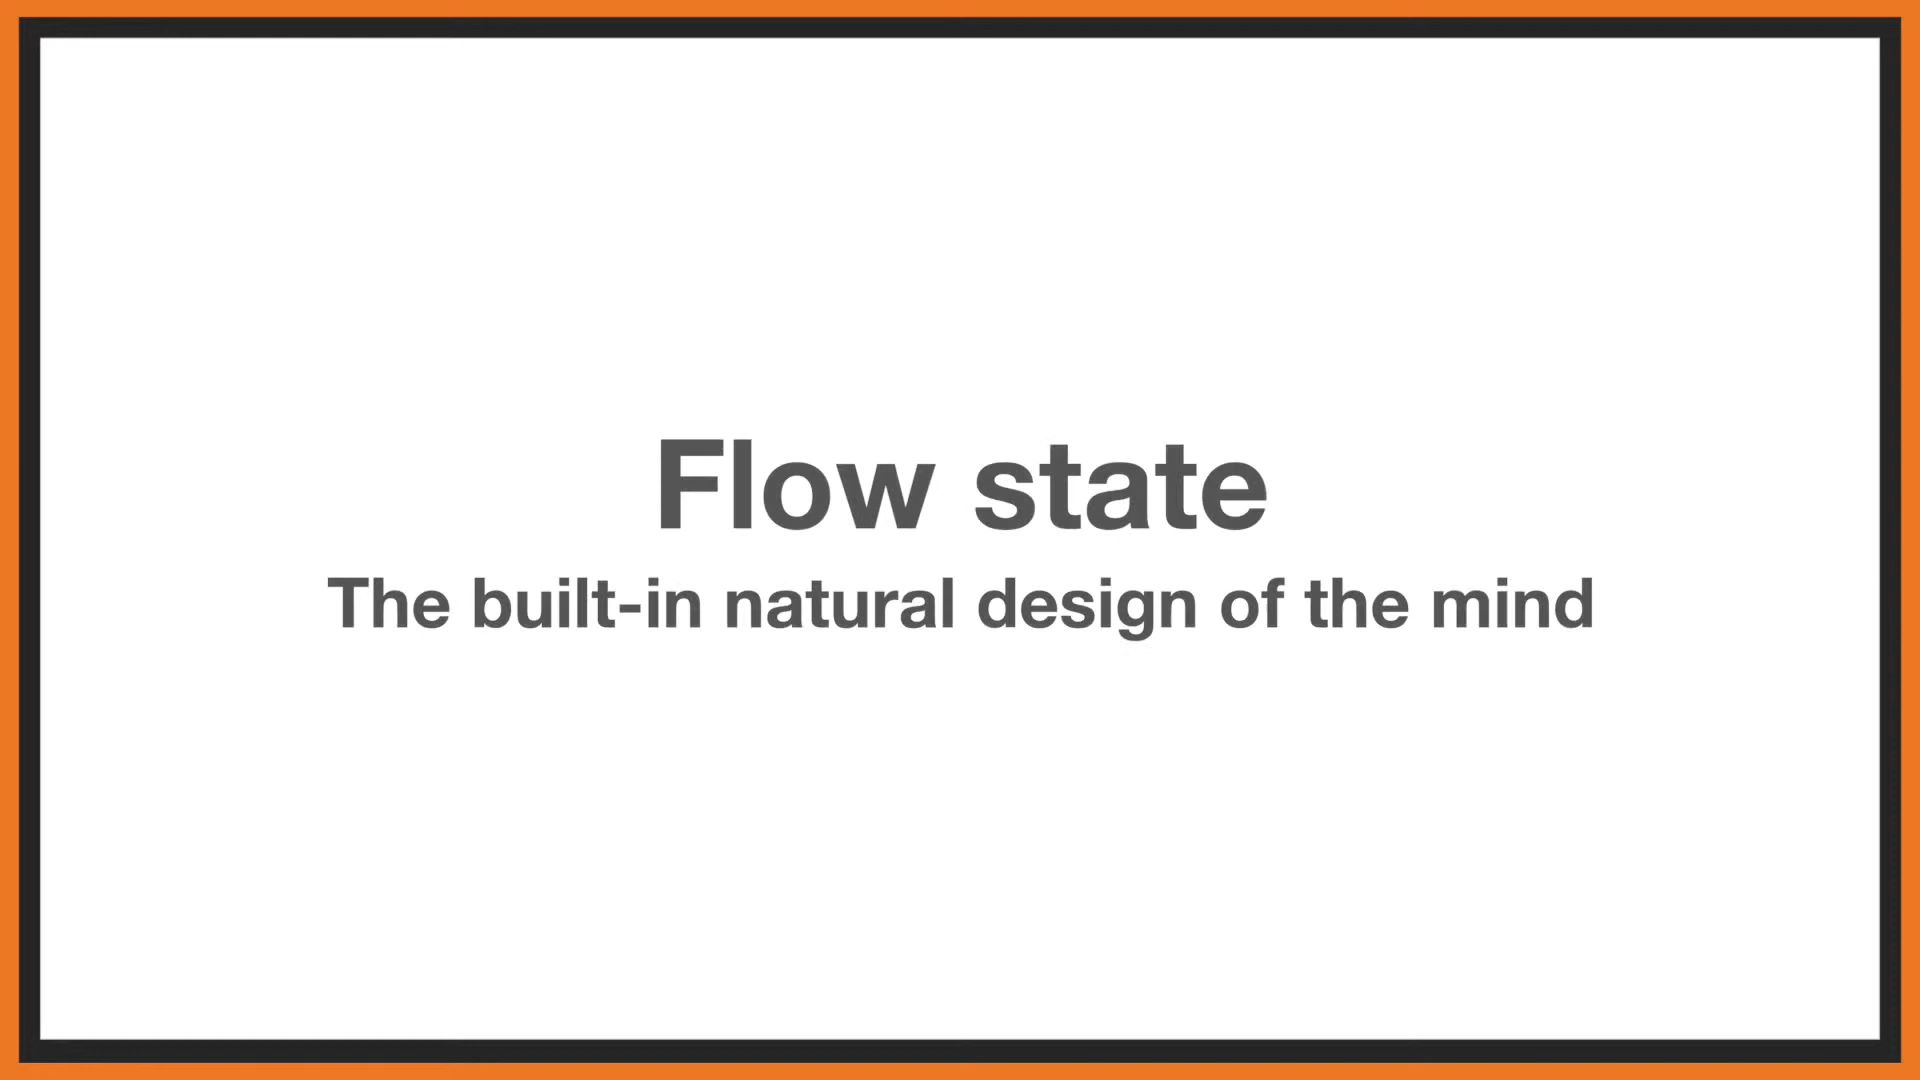 Flow state
The built-in natural design of the mind